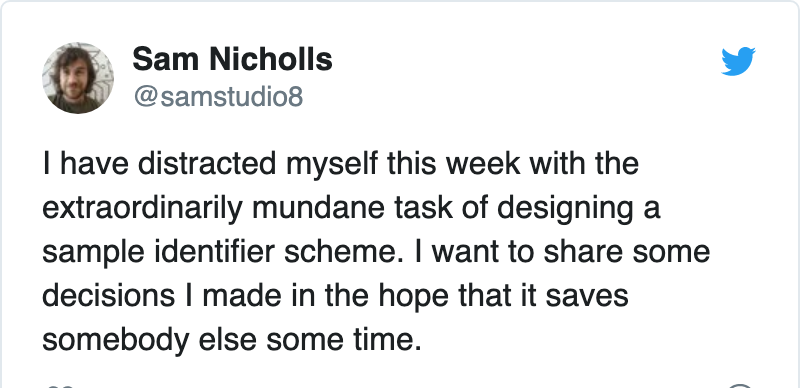 Sam Nicholls
@samstudio8
I have distracted myself this week with the
extraordinarily mundane task of designing a
sample identifier scheme. I want to share some
decisions I made in the hope that it saves
somebody else some time.